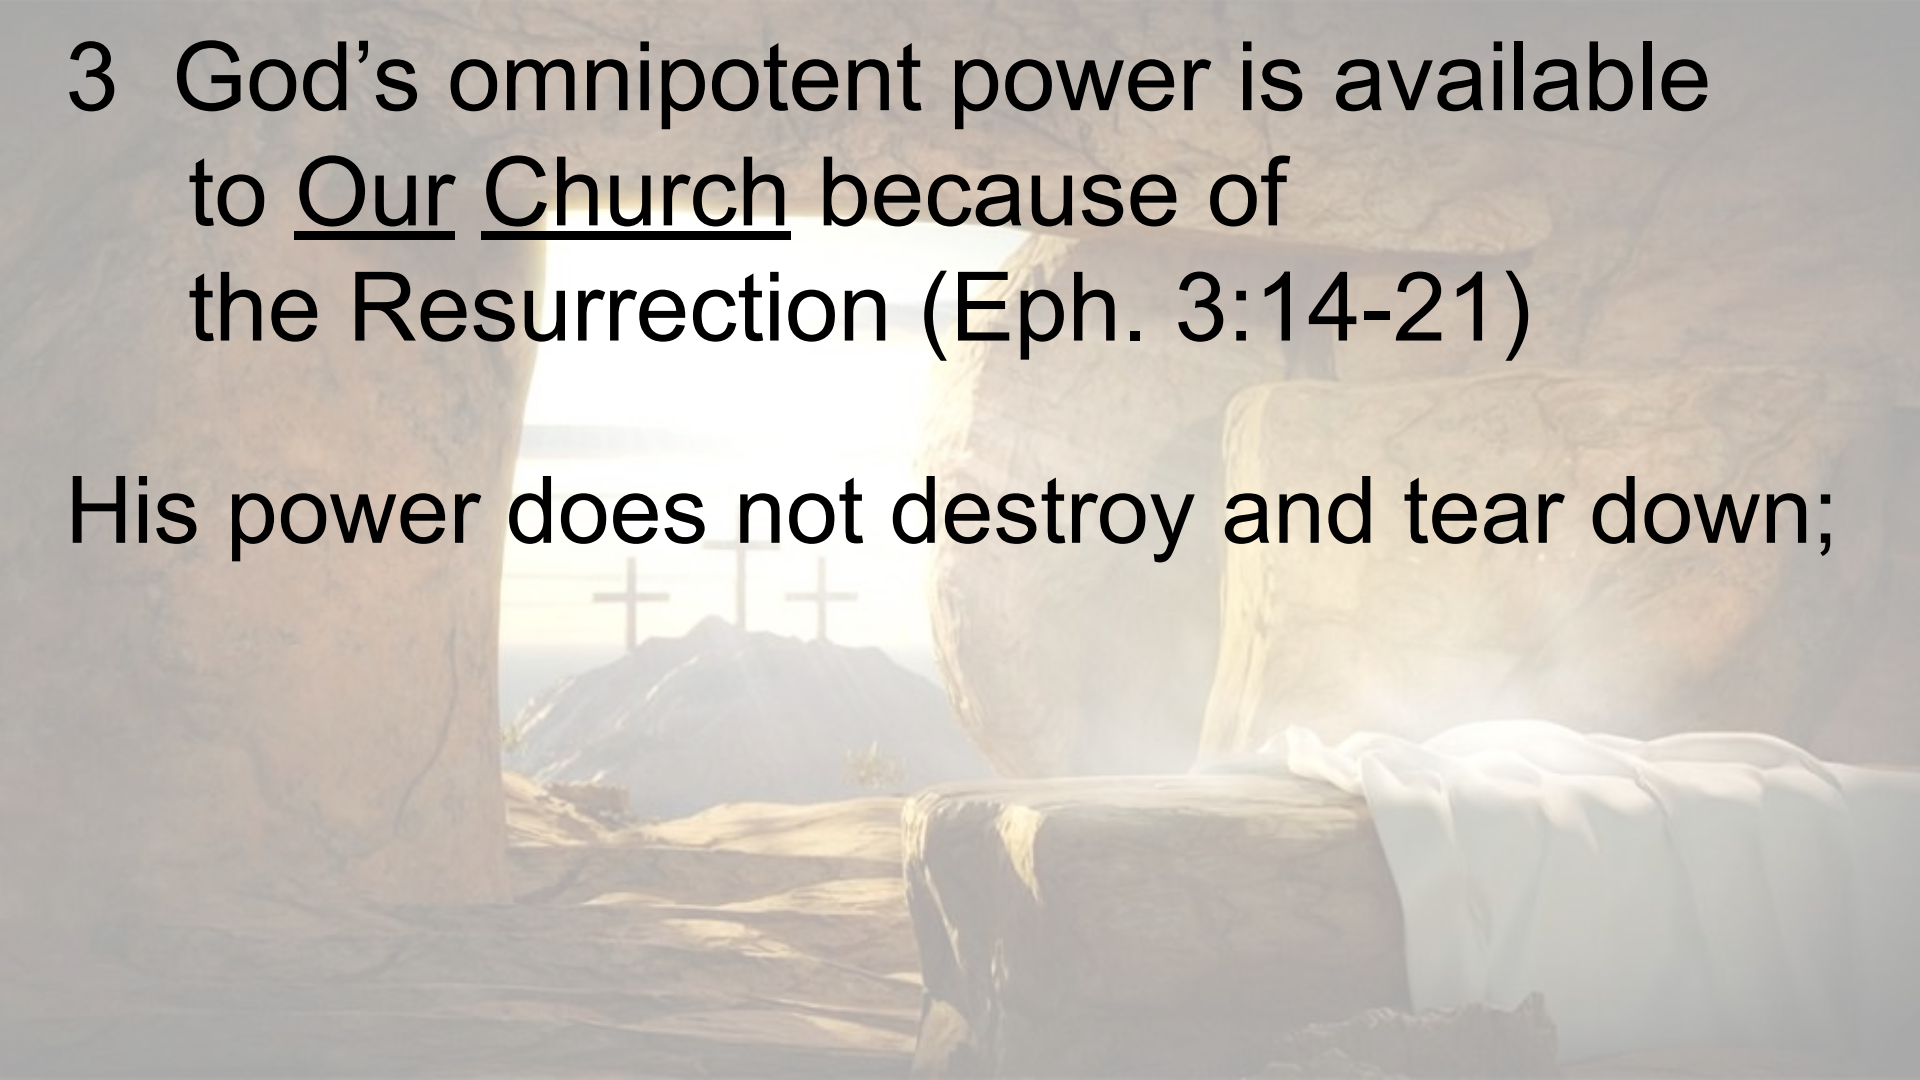 3 God’s omnipotent power is available
to Our Church because of
the Resurrection (Eph. 3:14-21)
His power does not destroy and tear down;